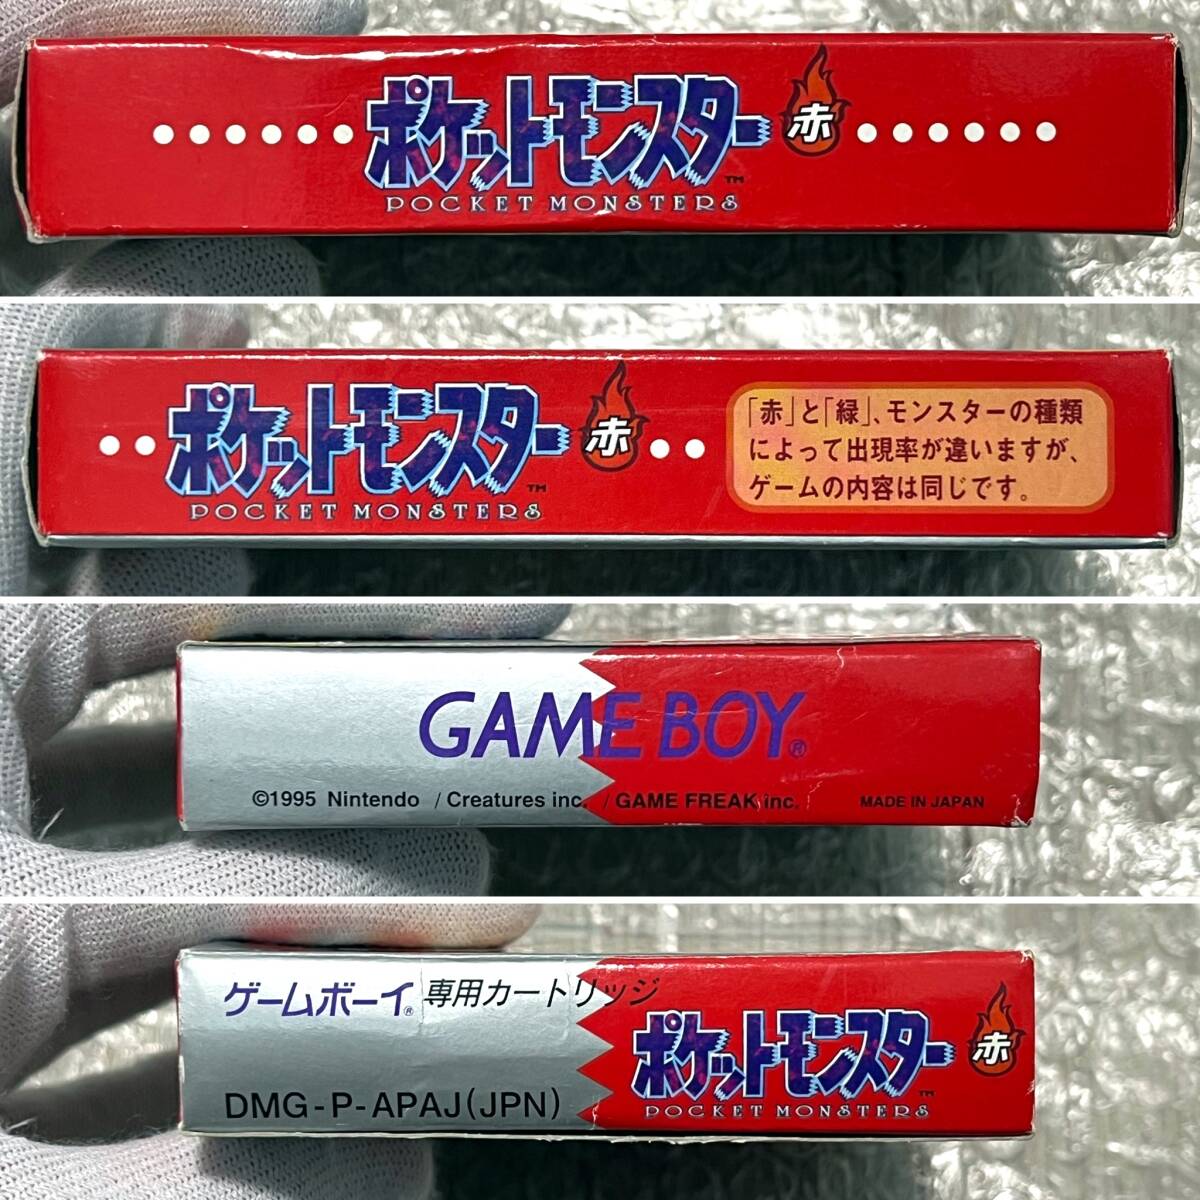 ポケットモンスター 赤
™
POCKET MONSTERS
ポケットモンスター 赤
™
POCKET MONSTERS
「赤」と「緑」、モンスターの種類
によって出現率が違いますが、
ゲームの内容は同じです。
GAME BOY®
©1995 Nintendo /Creatures inc. /GAME FREAK inc. MADE IN JAPAN
ゲームボーイ® 専用カートリッジ
ポケットモンスター 赤
™
POCKET MONSTERS
DMG-P-APAJ(JPN)